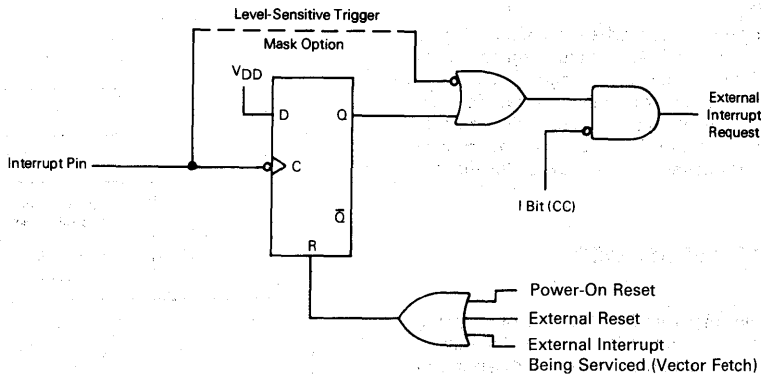 Level-Sensitive Trigger
Mask Option
VDD
D
Q
Interrupt Pin
C
Q̅
R
External
Interrupt
Request
I Bit (CC)
Power-On Reset
External Reset
External Interrupt
Being Serviced (Vector Fetch)